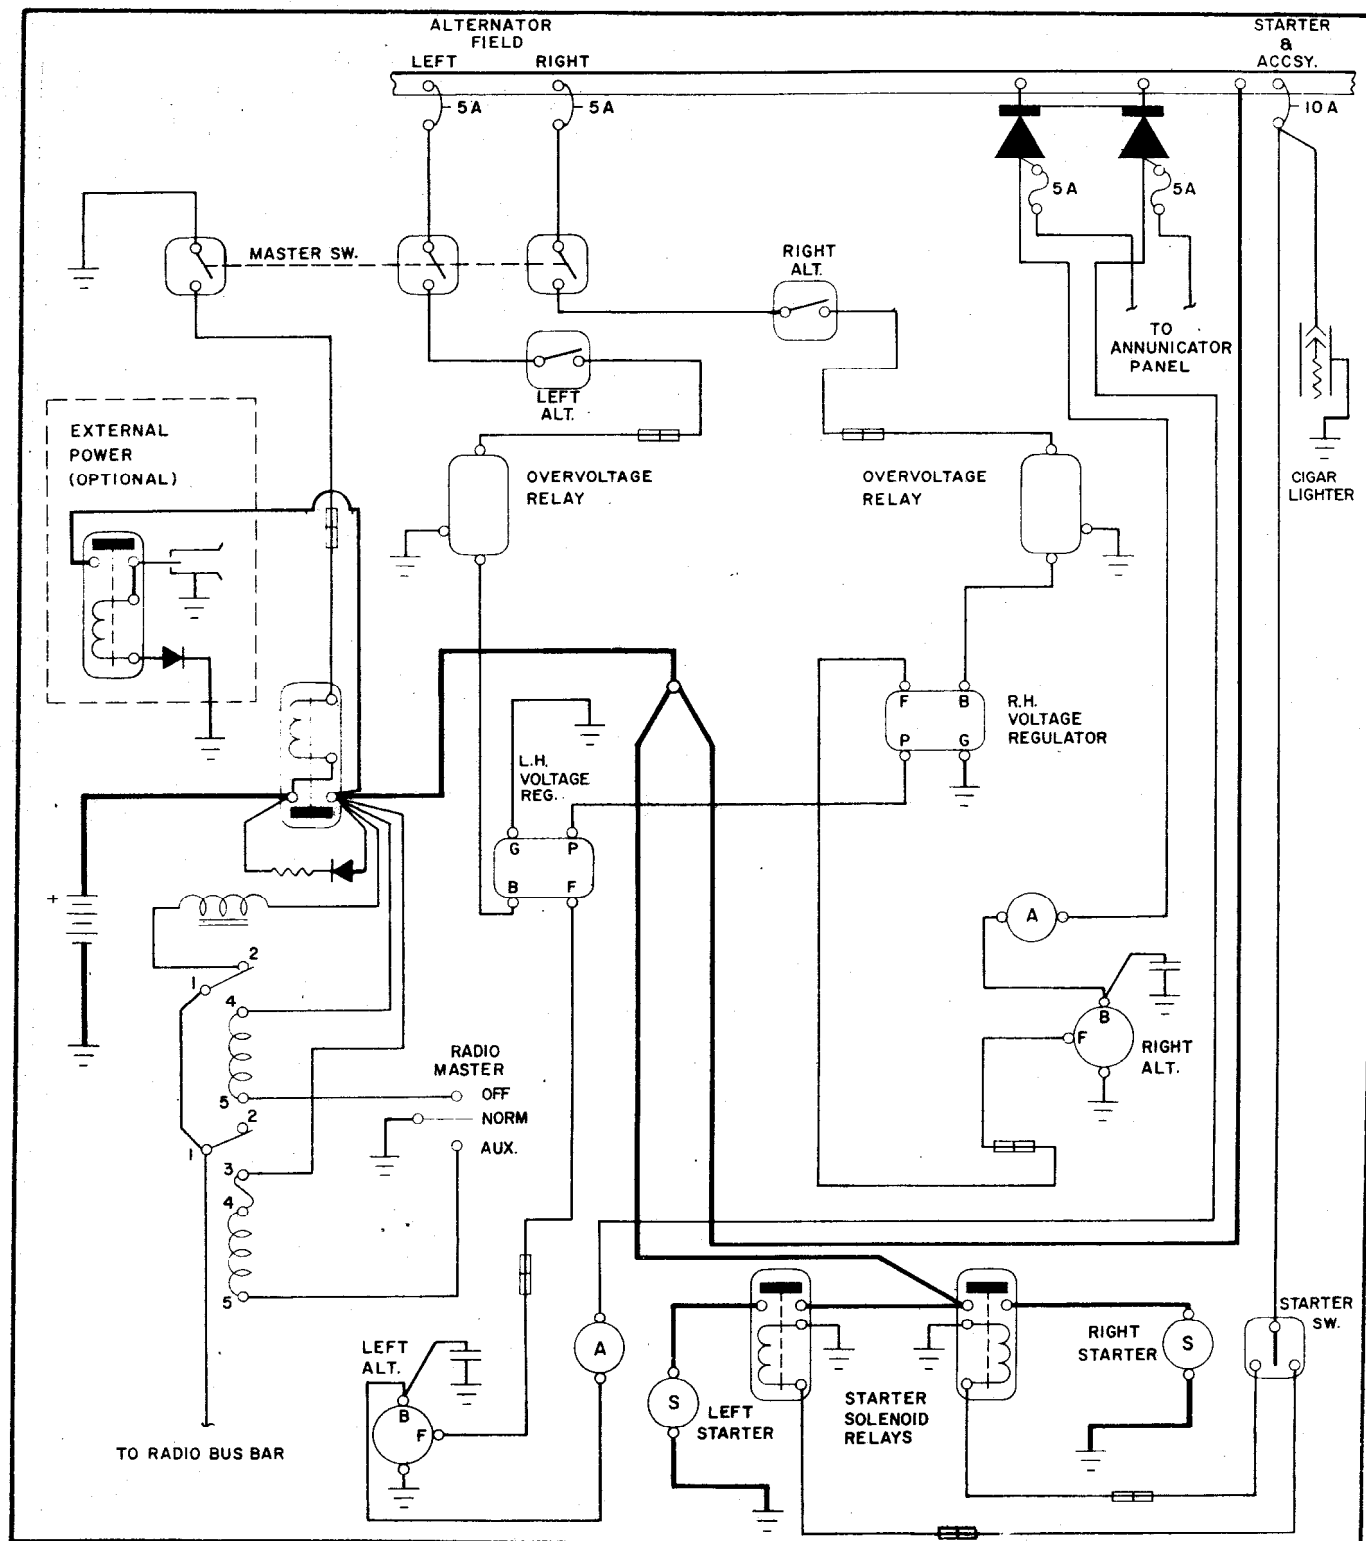 ALTERNATOR
FIELD
LEFT
RIGHT
STARTER
&
ACCSY.
5A
5A
10 A
5A
5A
MASTER SW.
RIGHT
ALT.
LEFT
ALT.
TO
ANNUNICATOR
PANEL
EXTERNAL
POWER
(OPTIONAL)
OVERVOLTAGE
RELAY
OVERVOLTAGE
RELAY
CIGAR
LIGHTER
F
B
P
G
R.H.
VOLTAGE
REGULATOR
L.H.
VOLTAGE
REG.
G
P
B
F
+
A
2
1
4
5
2
1
3
4
5
RADIO
MASTER
OFF
NORM
AUX.
B
F
RIGHT
ALT.
LEFT
ALT.
B
F
A
S
LEFT
STARTER
STARTER
SOLENOID
RELAYS
RIGHT
STARTER
S
STARTER
SW.
TO RADIO BUS BAR